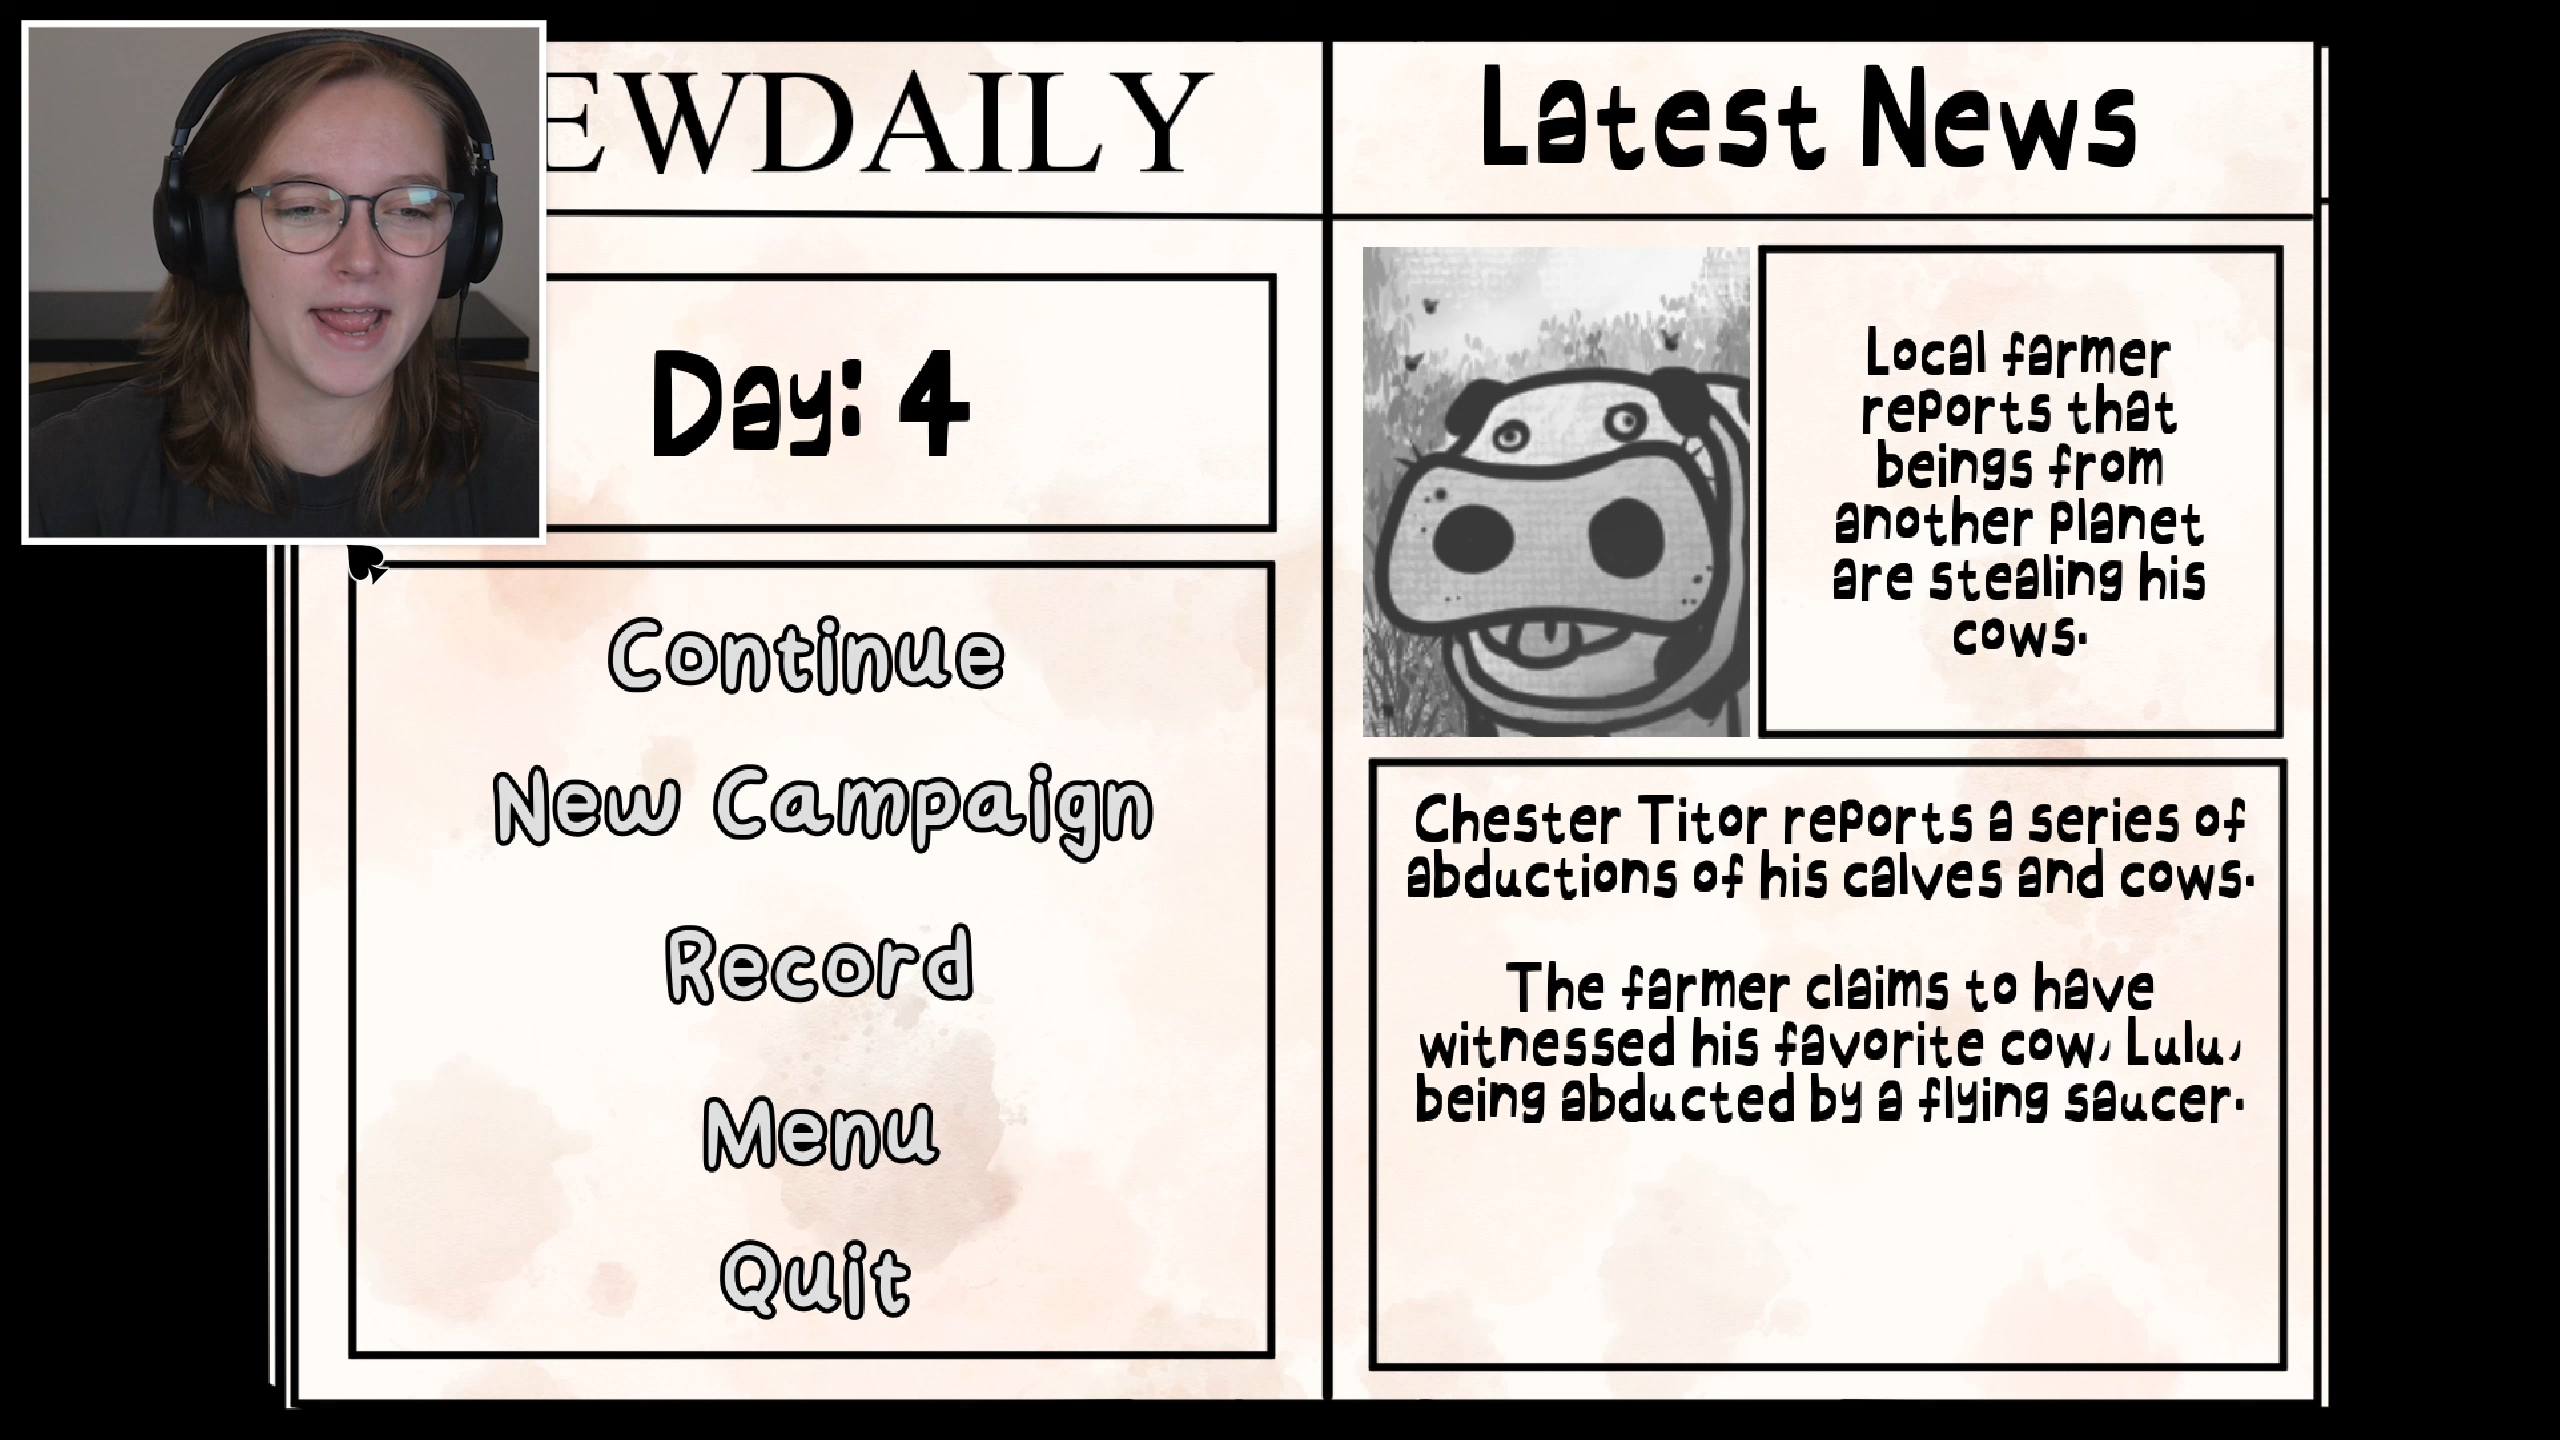 EWDAILY
Day: 4
Continue
New Campaign
Record
Menu
Quit
Latest News
Local farmer
reports that
beings from
another planet
are stealing his
cows.
Chester Titor reports a series of
abductions of his calves and cows.
The farmer claims to have
witnessed his favorite cow, Lulu,
being abducted by a flying saucer.